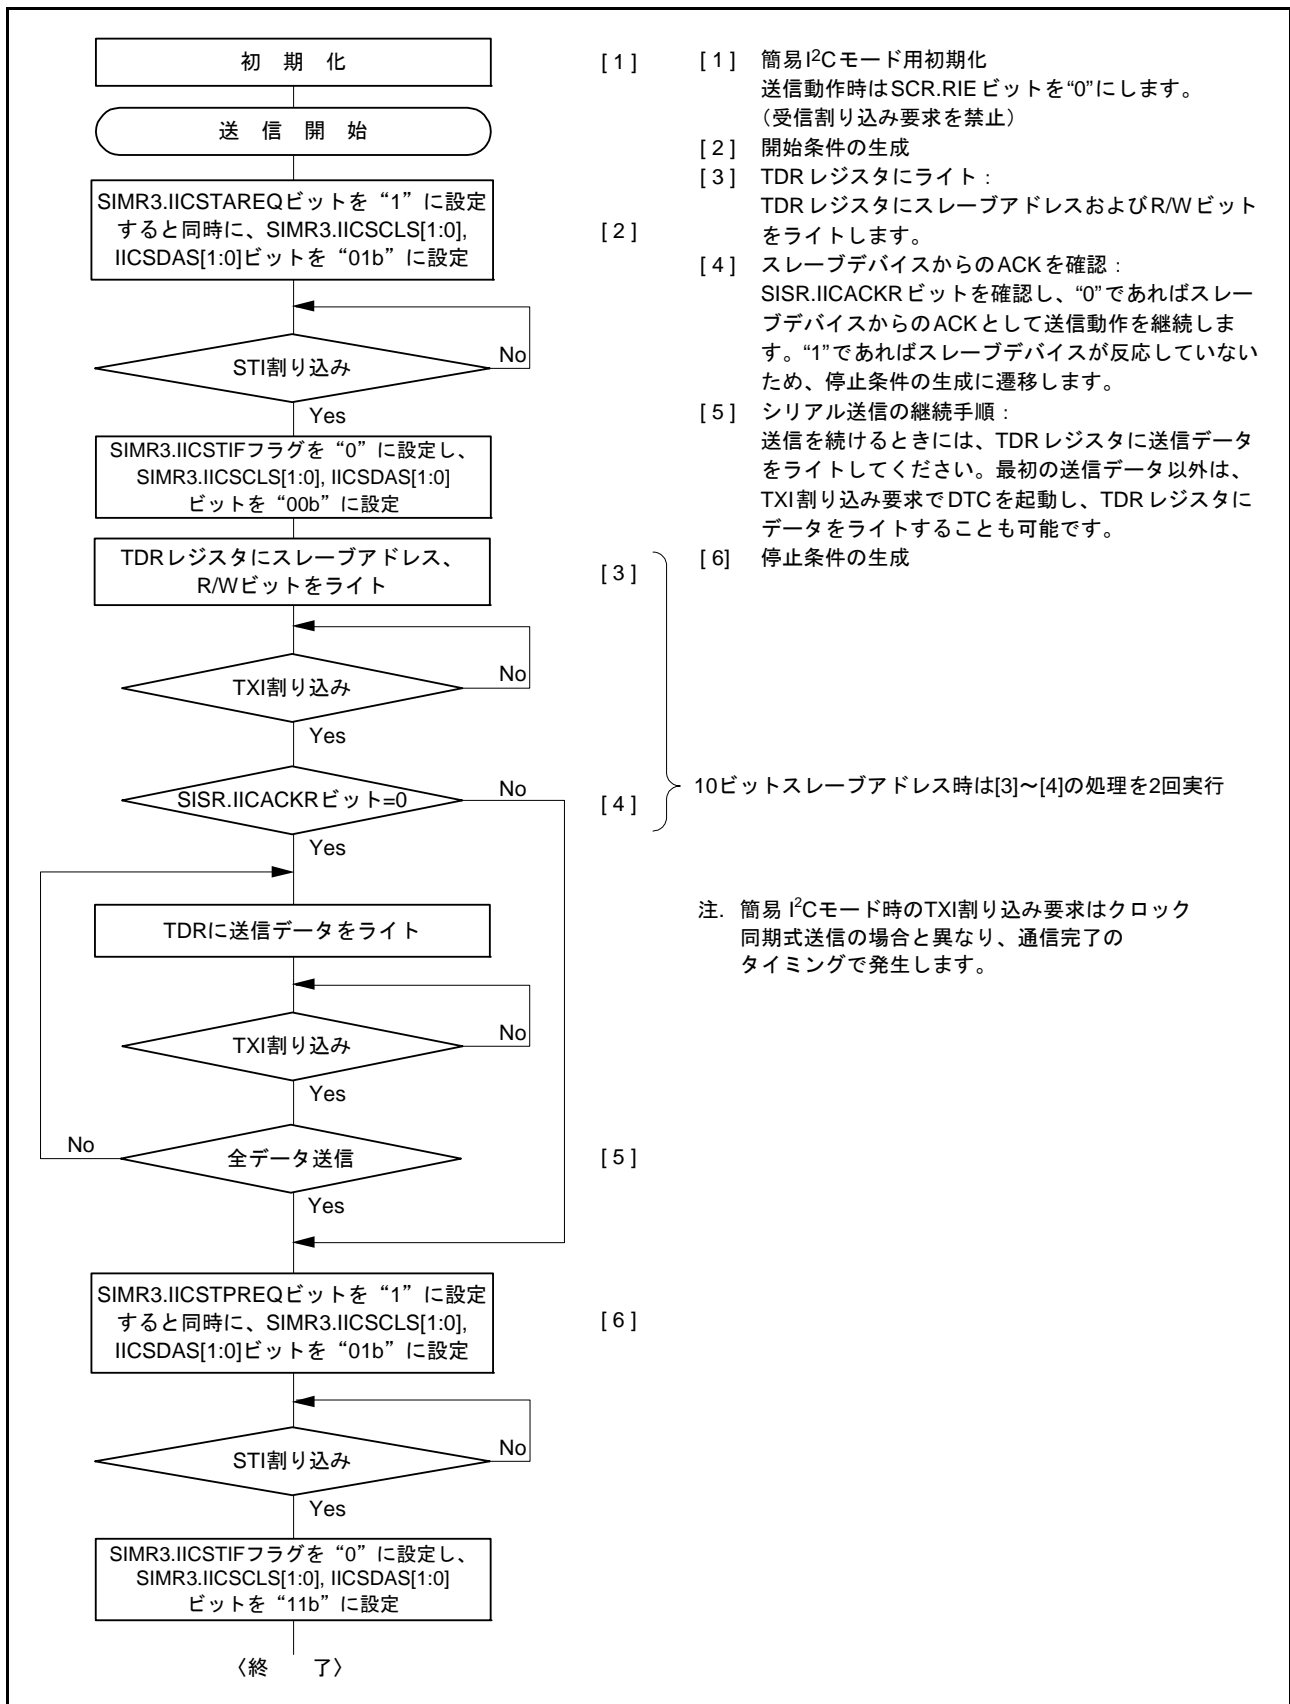 初 期 化
[ 1 ]
送 信 開 始
SIMR3.IICSTAREQビットを“1”に設定
すると同時に、SIMR3.IICSCLS[1:0],
IICSDAS[1:0]ビットを“01b”に設定
[ 2 ]
STI割り込み
No
Yes
SIMR3.IICSTIFフラグを“0”に設定し、
SIMR3.IICSCLS[1:0], IICSDAS[1:0]
ビットを“00b”に設定
TDRレジスタにスレーブアドレス、
R/Wビットをライト
[ 3 ]
TXI割り込み
No
Yes
SISR.IICACKRビット=0
No
[ 4 ]
Yes
TDRに送信データをライト
TXI割り込み
No
Yes
No
全データ送信
[ 5 ]
Yes
SIMR3.IICSTPREQビットを“1”に設定
すると同時に、SIMR3.IICSCLS[1:0],
IICSDAS[1:0]ビットを“01b”に設定
[ 6 ]
STI割り込み
No
Yes
SIMR3.IICSTIFフラグを“0”に設定し、
SIMR3.IICSCLS[1:0], IICSDAS[1:0]
ビットを“11b”に設定
〈終 了〉
[ 1 ] 簡易I2Cモード用初期化
送信動作時はSCR.RIEビットを“0”にします。
（受信割り込み要求を禁止）
[ 2 ] 開始条件の生成
[ 3 ] TDRレジスタにライト：
TDRレジスタにスレーブアドレスおよびR/Wビット
をライトします。
[ 4 ] スレーブデバイスからのACKを確認：
SISR.IICACKRビットを確認し、“0”であればスレー
ブデバイスからのACKとして送信動作を継続しま
す。“1”であればスレーブデバイスが反応していない
ため、停止条件の生成に遷移します。
[ 5 ] シリアル送信の継続手順：
送信を続けるときには、TDRレジスタに送信データ
をライトしてください。最初の送信データ以外は、
TXI割り込み要求でDTCを起動し、TDRレジスタに
データをライトすることも可能です。
[ 6] 停止条件の生成
10ビットスレーブアドレス時は[3]～[4]の処理を2回実行
注. 簡易 I2Cモード時のTXI割り込み要求はクロック
同期式送信の場合と異なり、通信完了の
タイミングで発生します。